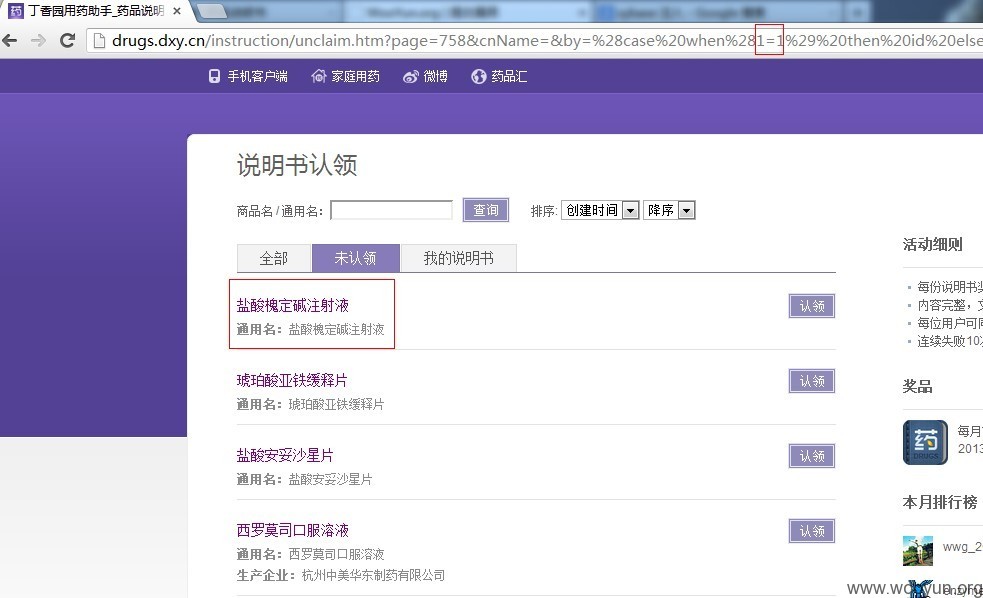 丁香园用药助手_药品说明
drugs.dxy.cn/instruction/unclaim.htm?page=758&cnName=&by=%28case%20when%281=1%29%20then%20id%20else
手机客户端 家庭用药 微博 药品汇
说明书认领
商品名/通用名: 查询 排序: 创建时间 降序
全部 未认领 我的说明书
盐酸槐定碱注射液 认领
通用名: 盐酸槐定碱注射液
琥珀酸亚铁缓释片 认领
通用名: 琥珀酸亚铁缓释片
盐酸安妥沙星片 认领
通用名: 盐酸安妥沙星片
西罗莫司口服溶液 认领
通用名: 西罗莫司口服溶液
生产企业: 杭州中美华东制药有限公司
活动细则
每份说明书
内容完整,
每位用户可
连续失败10
奖品
药
DRUGS
每月
2013
本月排行榜
wwg_20
www.wooyun.org